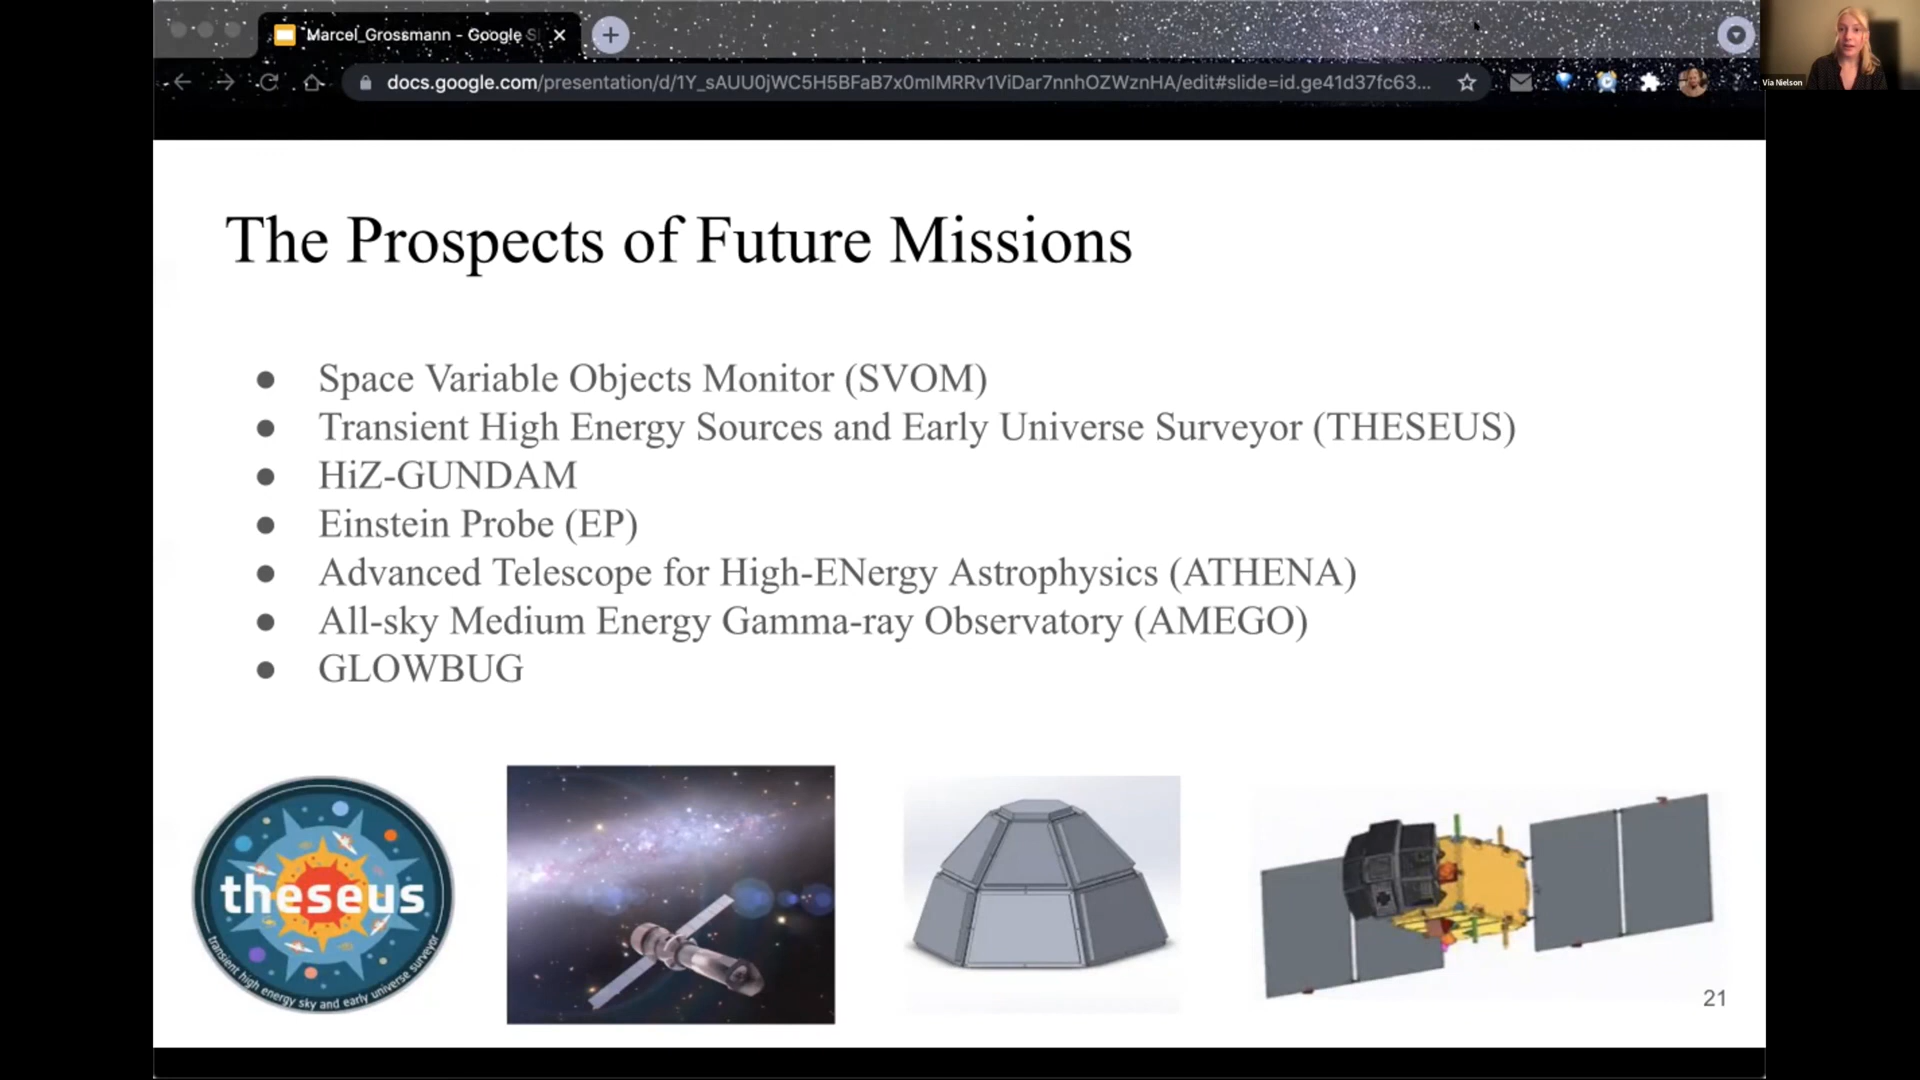 Marcel_Grossmann - Google S
docs.google.com/presentation/d/1Y_sAUU0jWC5H5BFaB7x0mlMRRv1ViDar7nnhOZWznHA/edit#slide=id.ge41d37fc63...
Via Nielson
The Prospects of Future Missions
● Space Variable Objects Monitor (SVOM)
● Transient High Energy Sources and Early Universe Surveyor (THESEUS)
● HiZ-GUNDAM
● Einstein Probe (EP)
● Advanced Telescope for High-ENergy Astrophysics (ATHENA)
● All-sky Medium Energy Gamma-ray Observatory (AMEGO)
● GLOWBUG
theseus
transient high energy sky and early universe surveyor
21